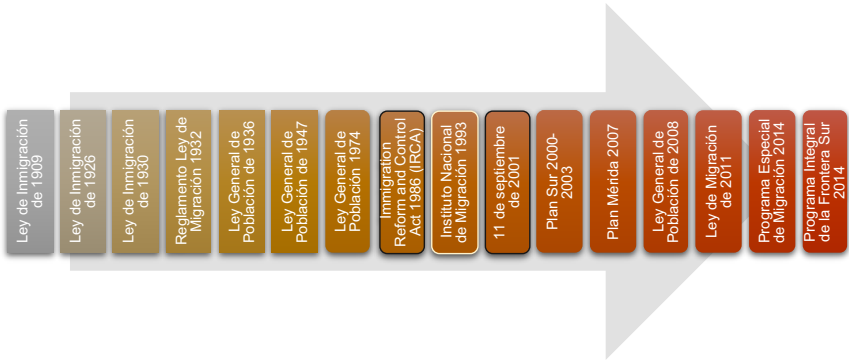 Ley de Inmigración
de 1909
Ley de Inmigración
de 1926
Ley de Inmigración
de 1930
Reglamento Ley de
Migración 1932
Ley General de
Población de 1936
Ley General de
Población de 1947
Ley General de
Población 1974
Immigration
Reform and Control
Act 1986 (IRCA)
Instituto Nacional
de Migración 1993
11 de septiembre
de 2001
Plan Sur 2000-
2003
Plan Mérida 2007
Ley General de
Población de 2008
Ley de Migración
de 2011
Programa Especial
de Migración 2014
Programa Integral
de la Frontera Sur
2014